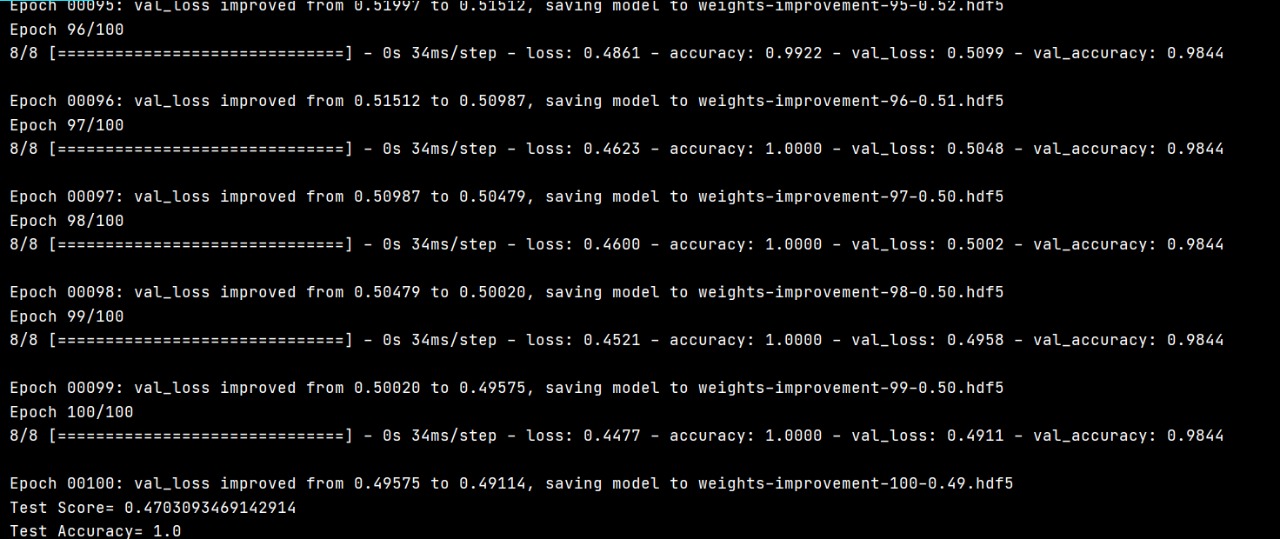 Epoch 00095: val_loss improved from 0.51997 to 0.51512, saving model to weights-improvement-95-0.52.hdf5
Epoch 96/100
8/8 [==============================] - 0s 34ms/step - loss: 0.4861 - accuracy: 0.9922 - val_loss: 0.5099 - val_accuracy: 0.9844
Epoch 00096: val_loss improved from 0.51512 to 0.50987, saving model to weights-improvement-96-0.51.hdf5
Epoch 97/100
8/8 [==============================] - 0s 34ms/step - loss: 0.4623 - accuracy: 1.0000 - val_loss: 0.5048 - val_accuracy: 0.9844
Epoch 00097: val_loss improved from 0.50987 to 0.50479, saving model to weights-improvement-97-0.50.hdf5
Epoch 98/100
8/8 [==============================] - 0s 34ms/step - loss: 0.4600 - accuracy: 1.0000 - val_loss: 0.5002 - val_accuracy: 0.9844
Epoch 00098: val_loss improved from 0.50479 to 0.50020, saving model to weights-improvement-98-0.50.hdf5
Epoch 99/100
8/8 [==============================] - 0s 34ms/step - loss: 0.4521 - accuracy: 1.0000 - val_loss: 0.4958 - val_accuracy: 0.9844
Epoch 00099: val_loss improved from 0.50020 to 0.49575, saving model to weights-improvement-99-0.50.hdf5
Epoch 100/100
8/8 [==============================] - 0s 34ms/step - loss: 0.4477 - accuracy: 1.0000 - val_loss: 0.4911 - val_accuracy: 0.9844
Epoch 00100: val_loss improved from 0.49575 to 0.49114, saving model to weights-improvement-100-0.49.hdf5
Test Score= 0.4703093469142914
Test Accuracy= 1.0